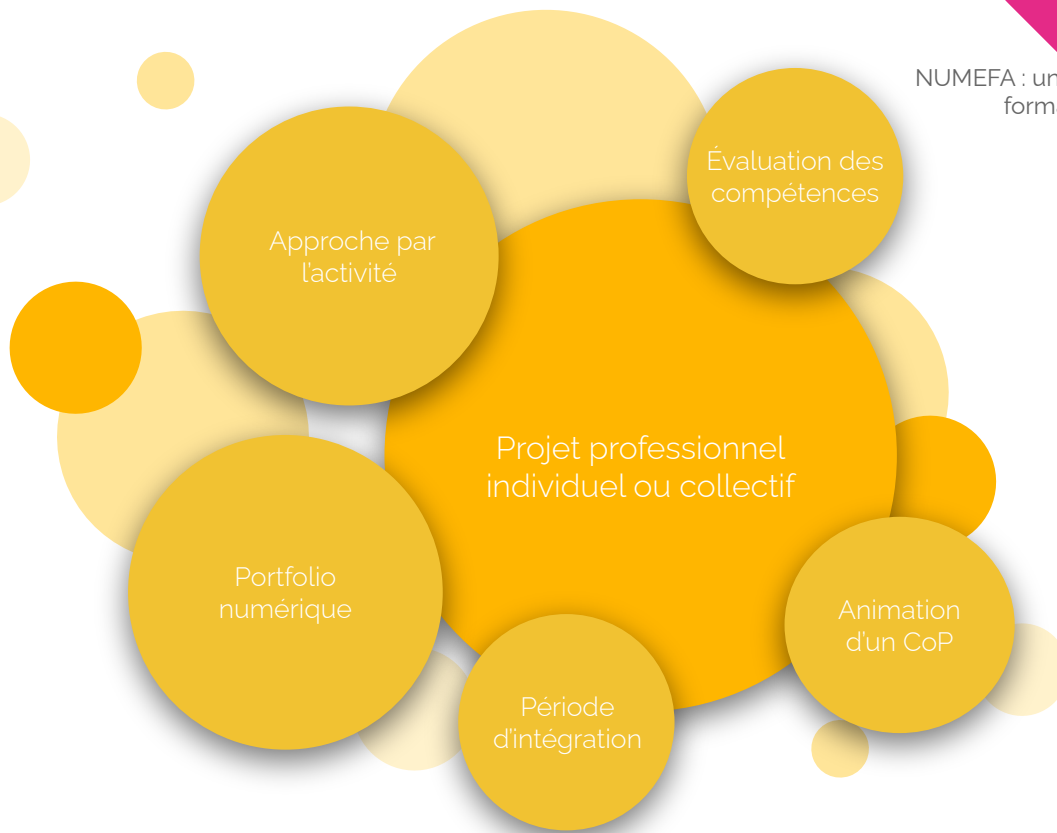 NUMEFA : un
forma
Évaluation des
compétences
Approche par
l'activité
Projet professionnel
individuel ou collectif
Portfolio
numérique
Animation
d'un CoP
Période
d'intégration